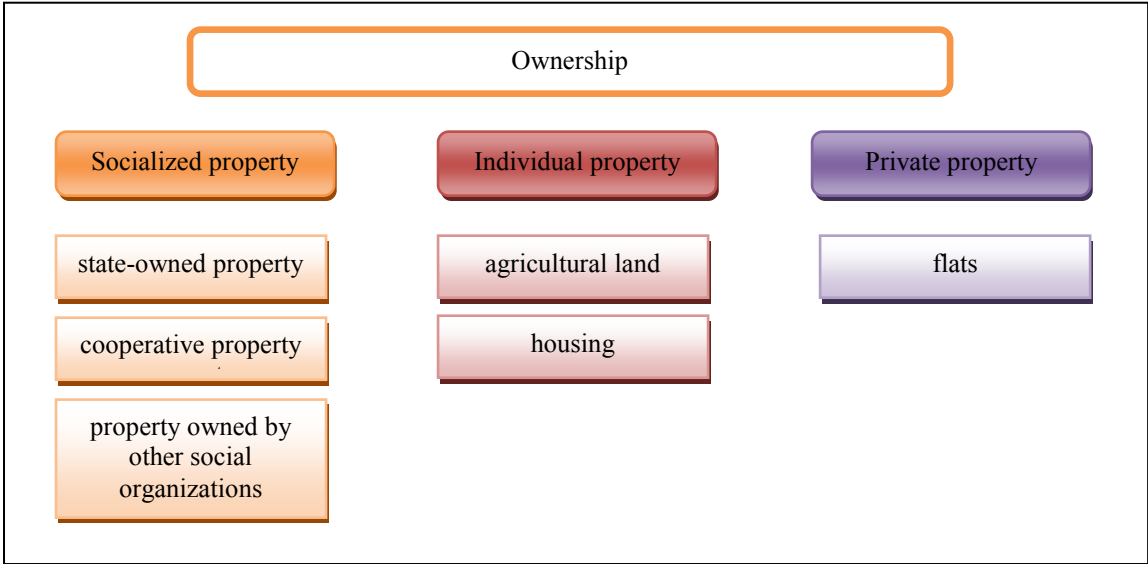 Ownership
Socialized property
Individual property
Private property
state-owned property
agricultural land
flats
cooperative property
housing
property owned by
other social
organizations